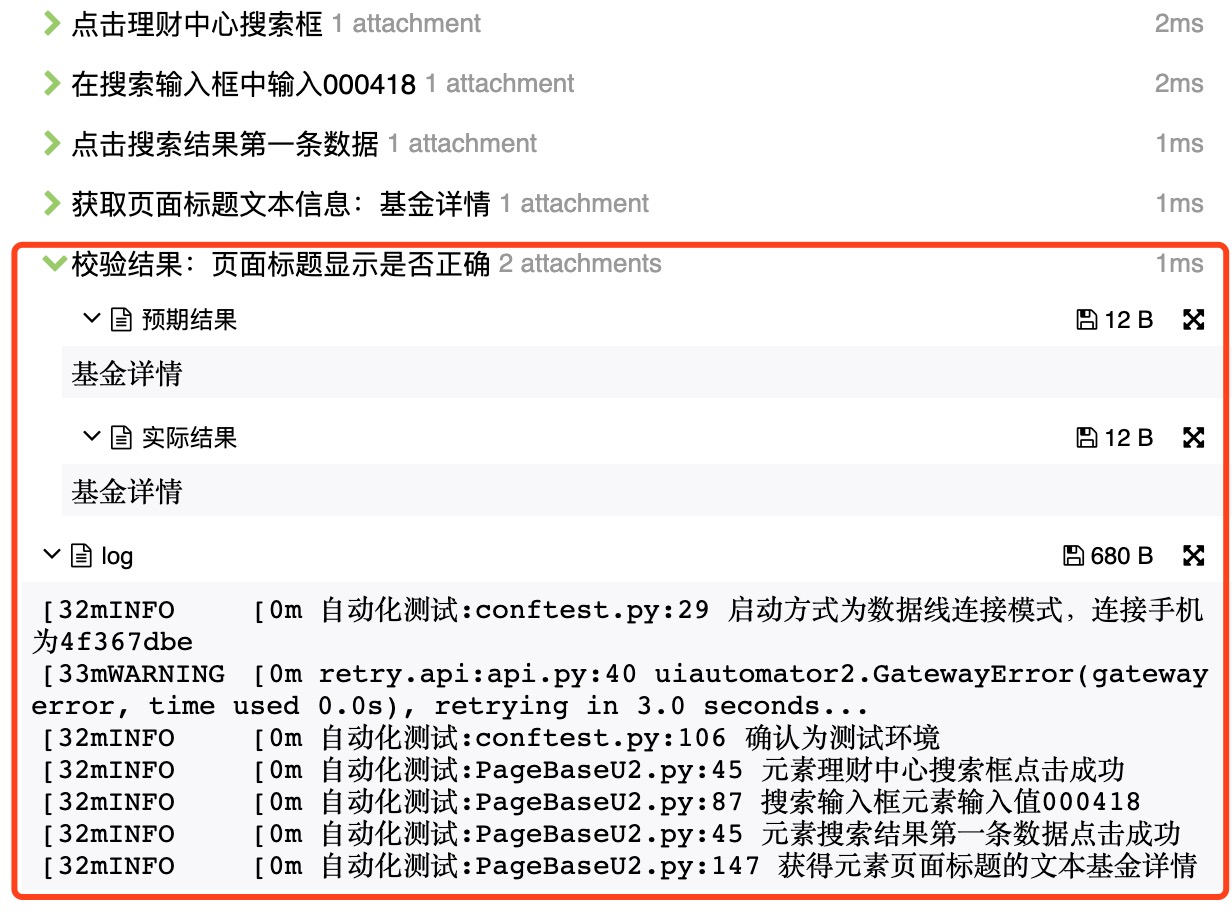 点击理财中心搜索框 1 attachment 2ms
在搜索输入框中输入000418 1 attachment 2ms
点击搜索结果第一条数据 1 attachment 1ms
获取页面标题文本信息：基金详情 1 attachment 1ms
校验结果：页面标题显示是否正确 2 attachments 1ms
预期结果 12 B
基金详情
实际结果 12 B
基金详情
log 680 B
[32mINFO [0m 自动化测试:conftest.py:29 启动方式为数据线连接模式，连接手机
为4f367dbe
[33mWARNING [0m retry.api:api.py:40 uiautomator2.GatewayError(gateway
error, time used 0.0s), retrying in 3.0 seconds...
[32mINFO [0m 自动化测试:conftest.py:106 确认为测试环境
[32mINFO [0m 自动化测试:PageBaseU2.py:45 元素理财中心搜索框点击成功
[32mINFO [0m 自动化测试:PageBaseU2.py:87 搜索输入框元素输入值000418
[32mINFO [0m 自动化测试:PageBaseU2.py:45 元素搜索结果第一条数据点击成功
[32mINFO [0m 自动化测试:PageBaseU2.py:147 获得元素页面标题的文本基金详情